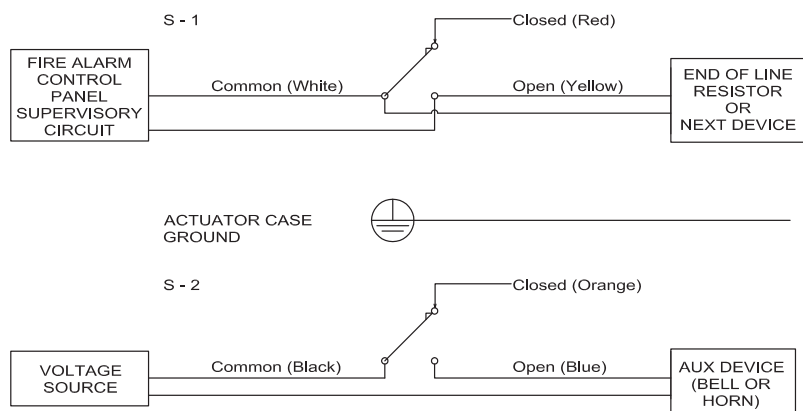 S - 1
Closed (Red)
FIRE ALARM
CONTROL
PANEL
SUPERVISORY
CIRCUIT
Common (White)
Open (Yellow)
END OF LINE
RESISTOR
OR
NEXT DEVICE
ACTUATOR CASE
GROUND
S - 2
Closed (Orange)
VOLTAGE
SOURCE
Common (Black)
Open (Blue)
AUX DEVICE
(BELL OR
HORN)